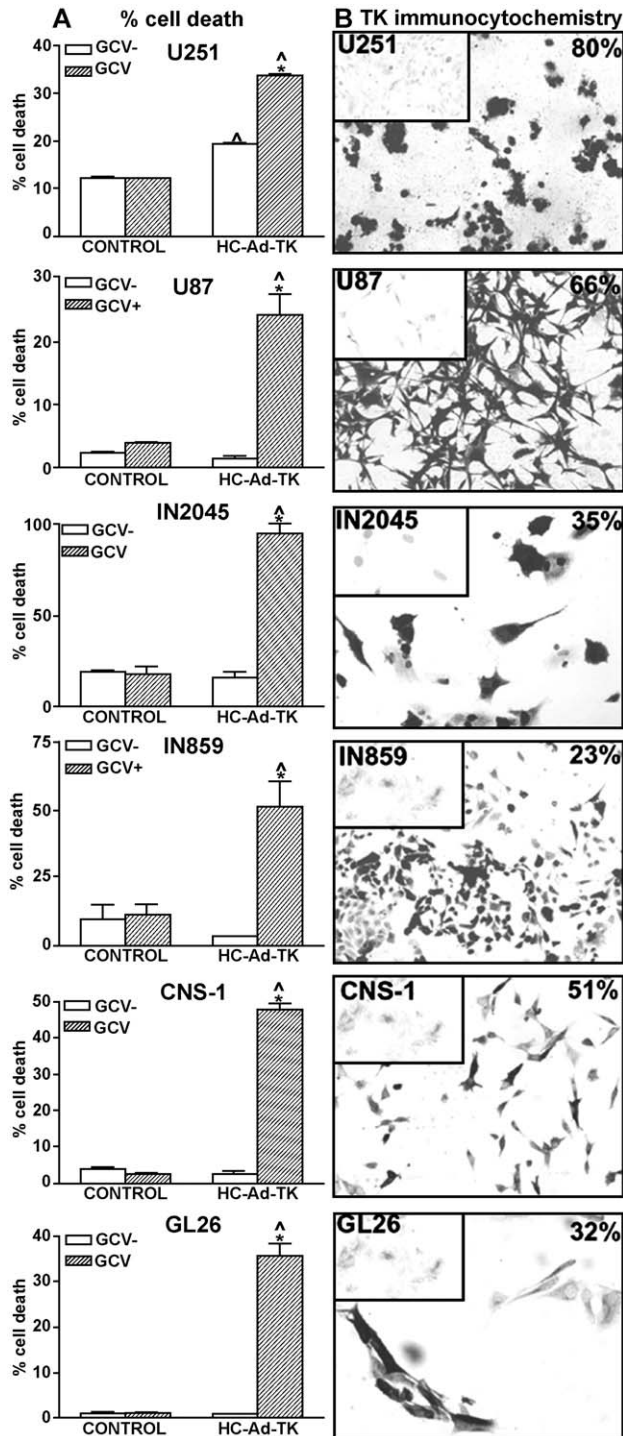 A % cell death
B TK immunocytochemistry
U251
GCV-
GCV
% cell death
40
30
20
10
0
^
^
*
CONTROL HC-Ad-TK
U251 80%
U87
GCV-
GCV+
% cell death
30
20
10
0
^
*
CONTROL HC-Ad-TK
U87 66%
IN2045
GCV-
GCV
% cell death
100
50
0
^
*
CONTROL HC-Ad-TK
IN2045 35%
IN859
GCV-
GCV+
% cell death
75
50
25
0
^
*
CONTROL HC-Ad-TK
IN859 23%
CNS-1
GCV-
GCV
% cell death
50
40
30
20
10
0
^
*
CONTROL HC-Ad-TK
CNS-1 51%
GL26
GCV-
GCV
% cell death
40
30
20
10
0
^
*
CONTROL HC-Ad-TK
GL26 32%